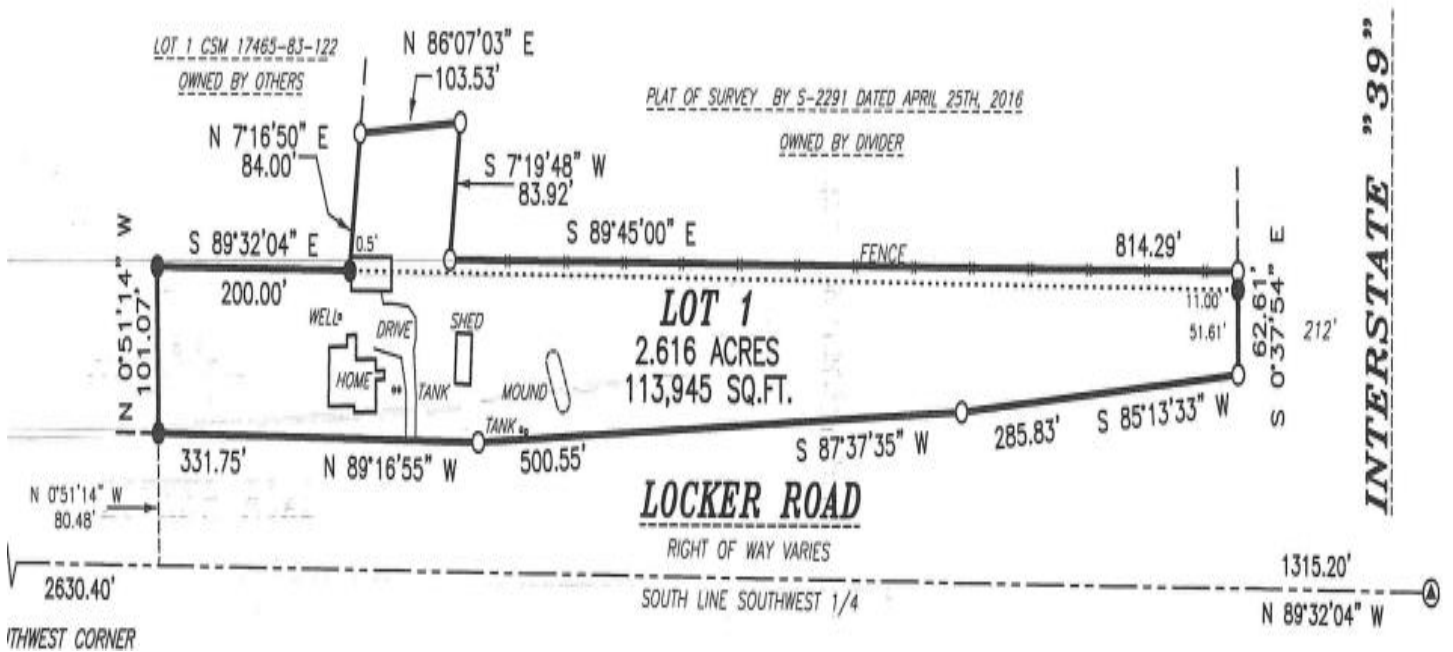 LOT 1 CSM 17465-83-122
OWNED BY OTHERS
N 86°07'03" E
103.53'
PLAT OF SURVEY BY S-2291 DATED APRIL 25TH, 2016
OWNED BY DIVIDER
INTERSTATE "39"
N 7°16'50" E
84.00'
S 7°19'48" W
83.92'
N 0°51'14" W
101.07'
S 89°32'04" E
200.00'
0.5'
S 89°45'00" E
FENCE
814.29'
11.00'
51.61'
62.61'
S 0°37'54" E
212'
LOT 1
2.616 ACRES
113,945 SQ.FT.
WELL
DRIVE
SHED
HOME
TANK
MOUND
TANK
331.75'
N 89°16'55" W
500.55'
S 87°37'35" W
285.83'
S 85°13'33" W
N 0°51'14" W
80.48'
LOCKER ROAD
RIGHT OF WAY VARIES
2630.40'
SOUTH LINE SOUTHWEST 1/4
1315.20'
N 89°32'04" W
THWEST CORNER